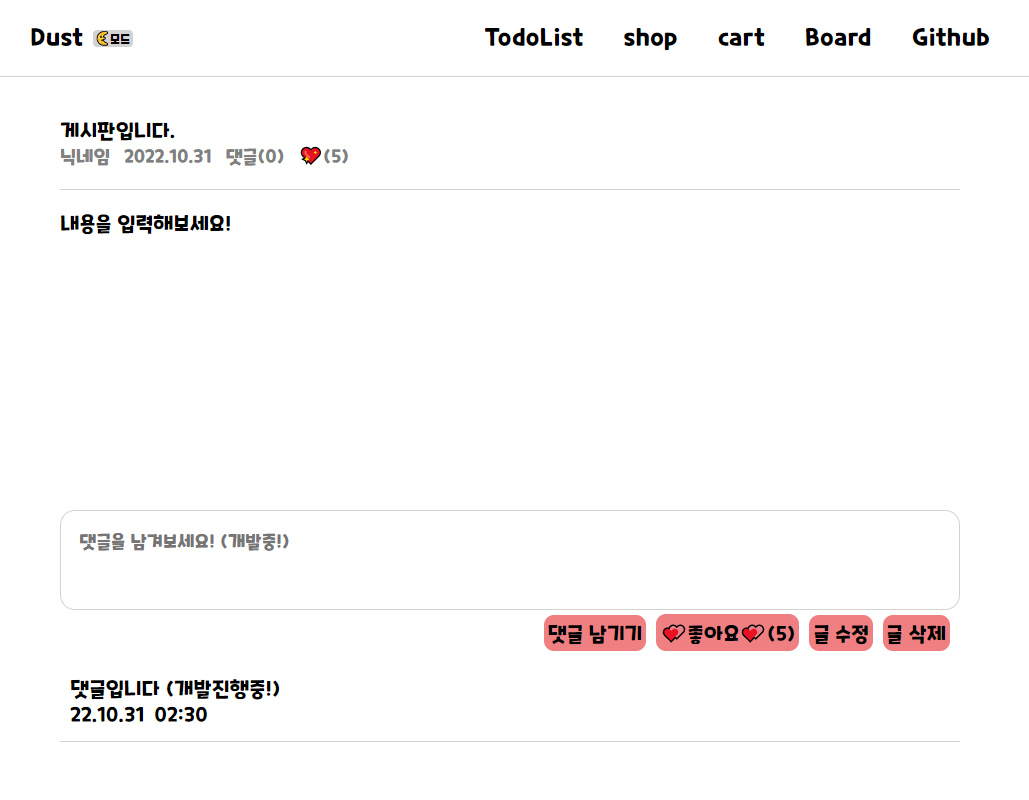 Dust 🌜모드 TodoList shop cart Board Github
게시판입니다.
닉네임 2022.10.31 댓글(0) 💖(5)
내용을 입력해보세요!
댓글을 남겨보세요! (개발중!)
댓글 남기기 💕좋아요💕(5) 글 수정 글 삭제
댓글입니다 (개발진행중!)
22.10.31 02:30